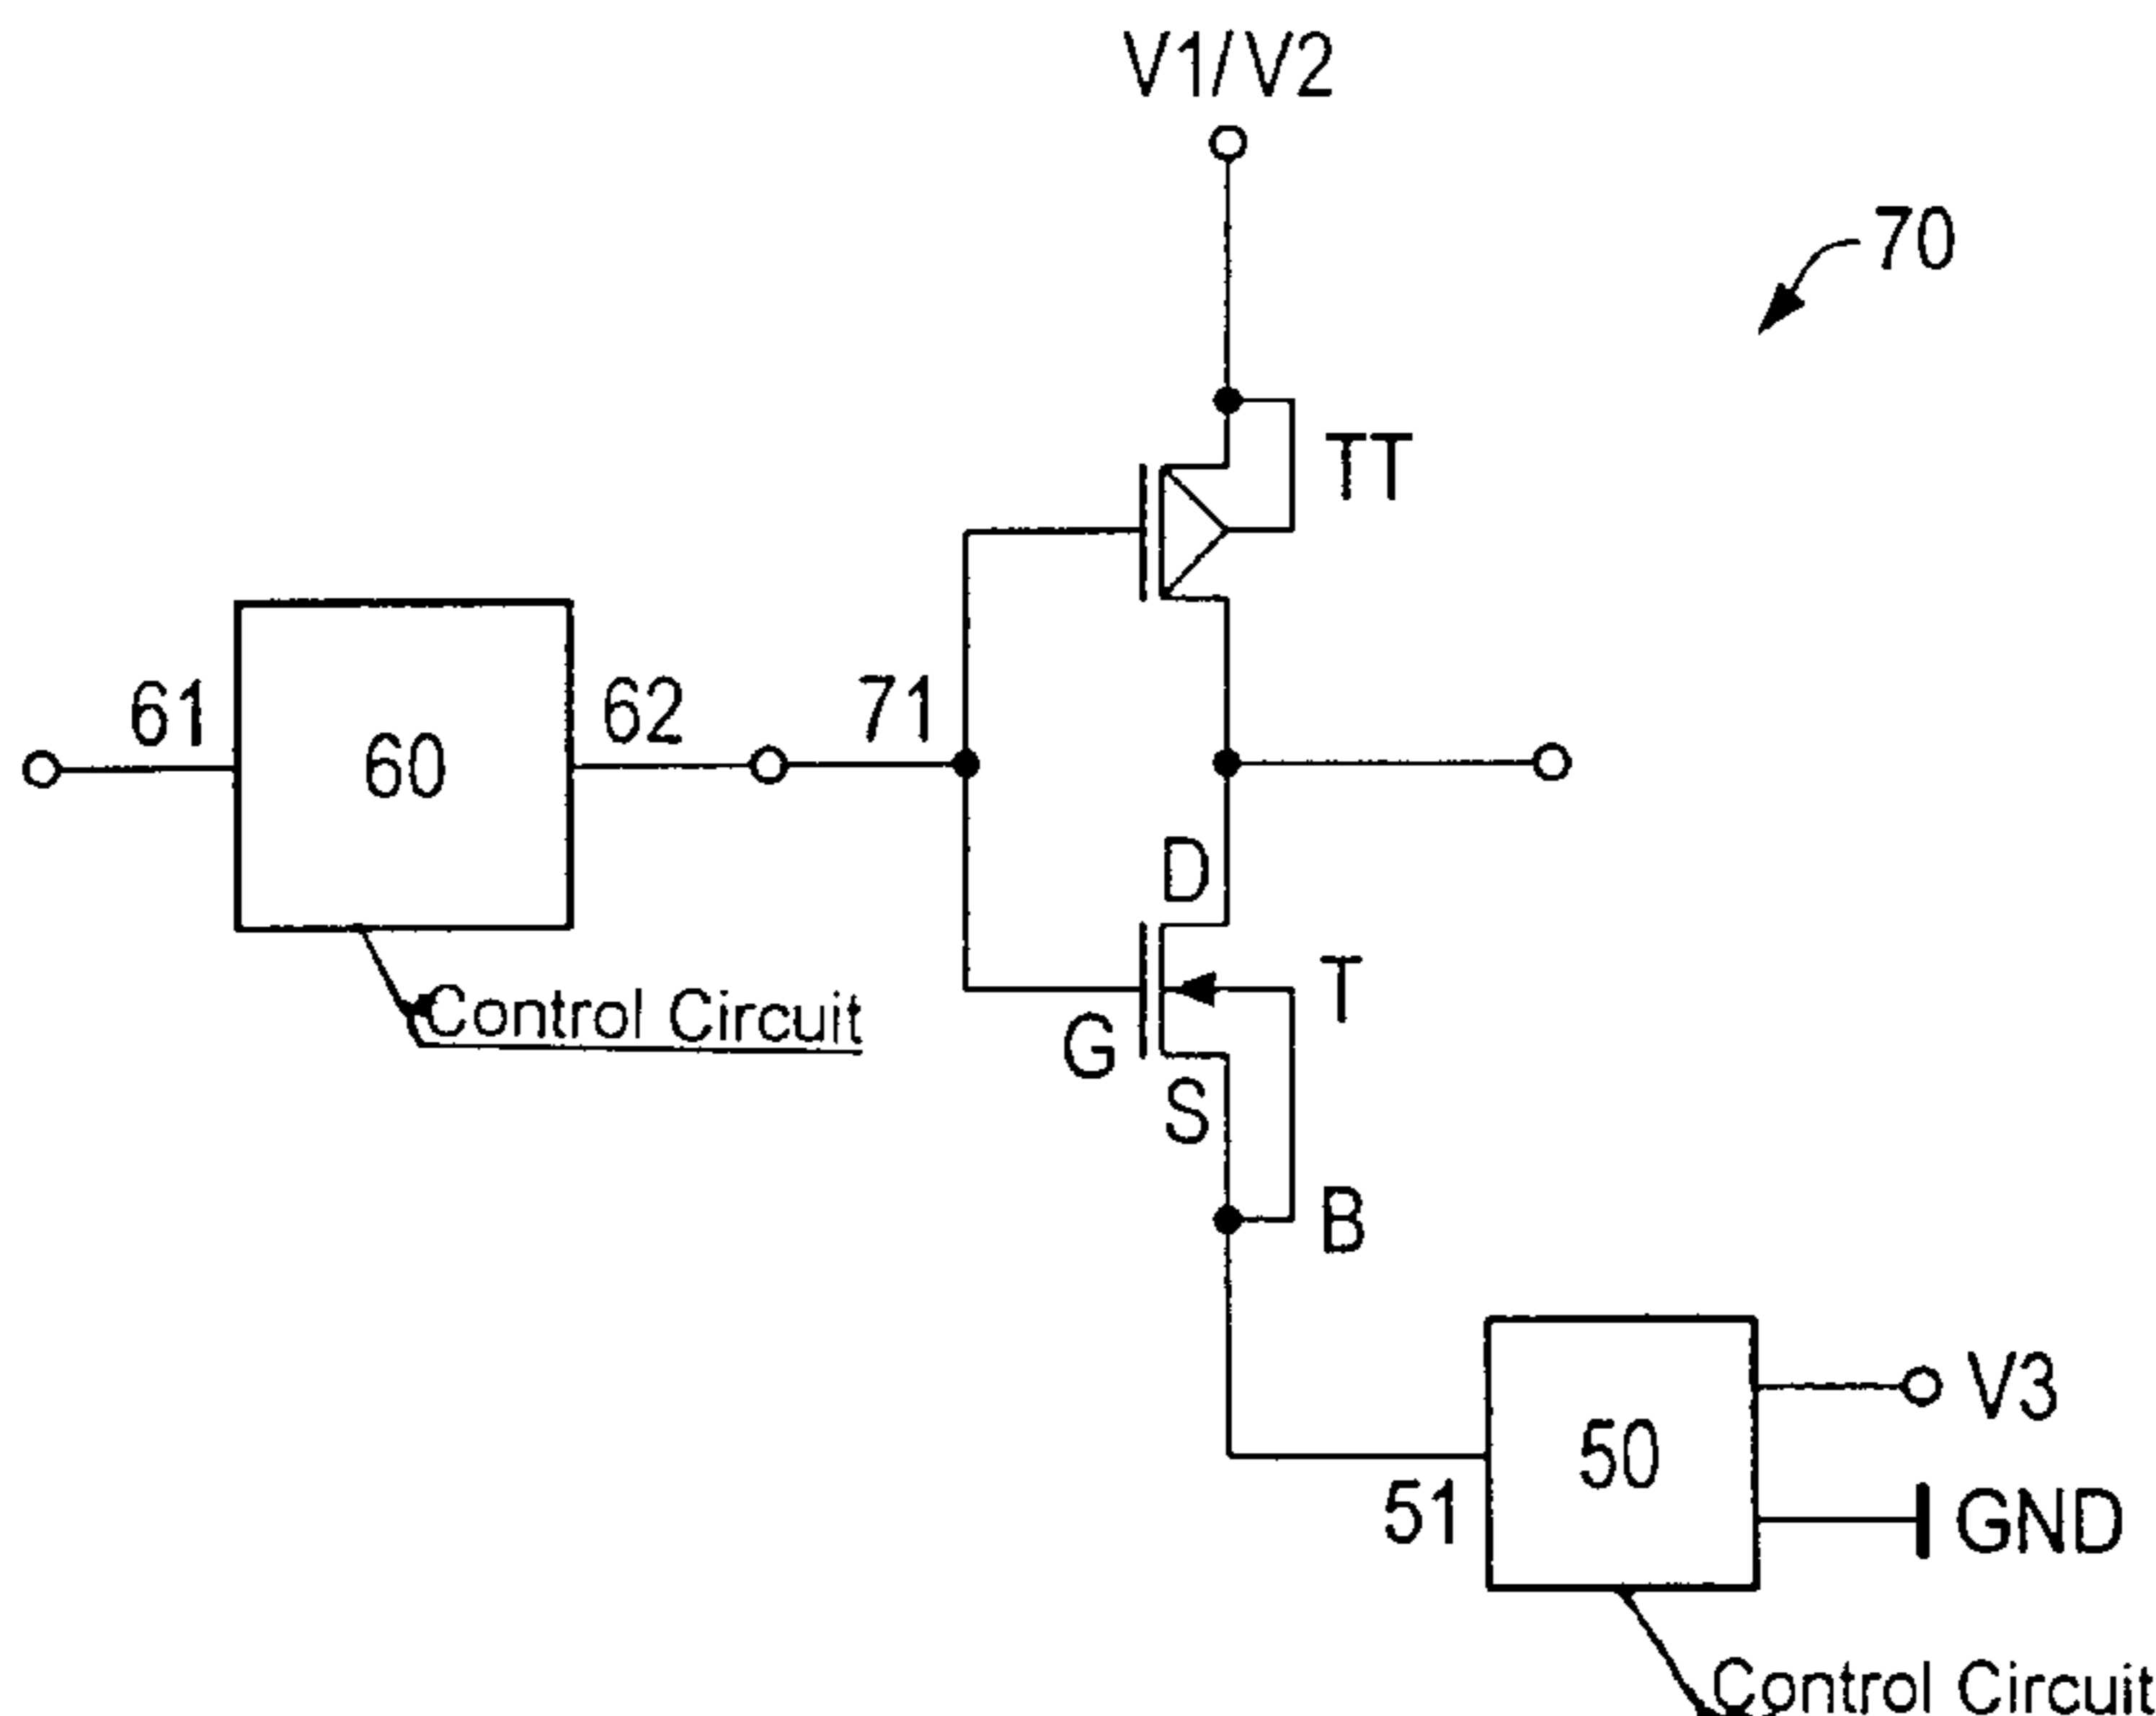 V1/V2
70
TT
61
60
62
71
D
Control Circuit
T
G
S
B
V3
50
51
GND
Control Circuit